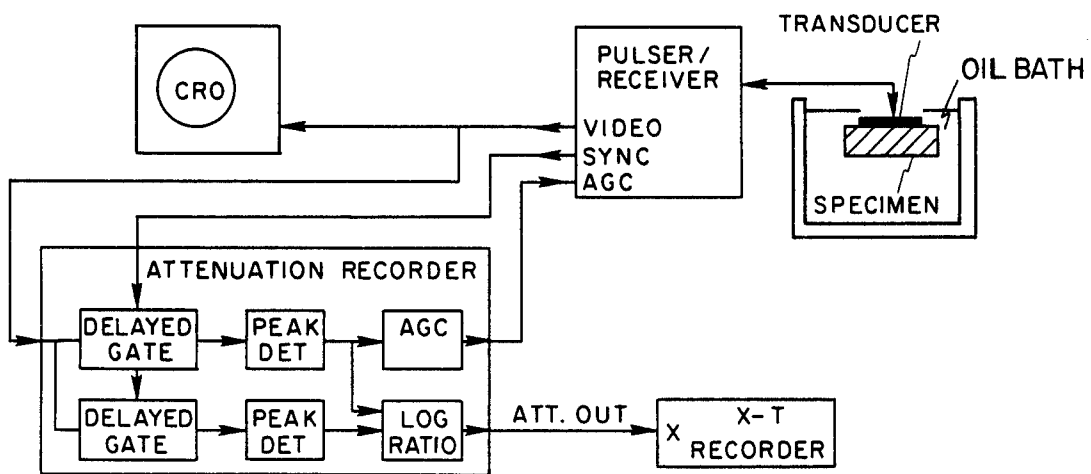 TRANSDUCER
PULSER/
RECEIVER
OIL BATH
CRO
VIDEO
SYNC
AGC
SPECIMEN
ATTENUATION RECORDER
DELAYED
GATE
PEAK
DET
AGC
DELAYED
GATE
PEAK
DET
LOG
RATIO
ATT. OUT
X
X-T
RECORDER